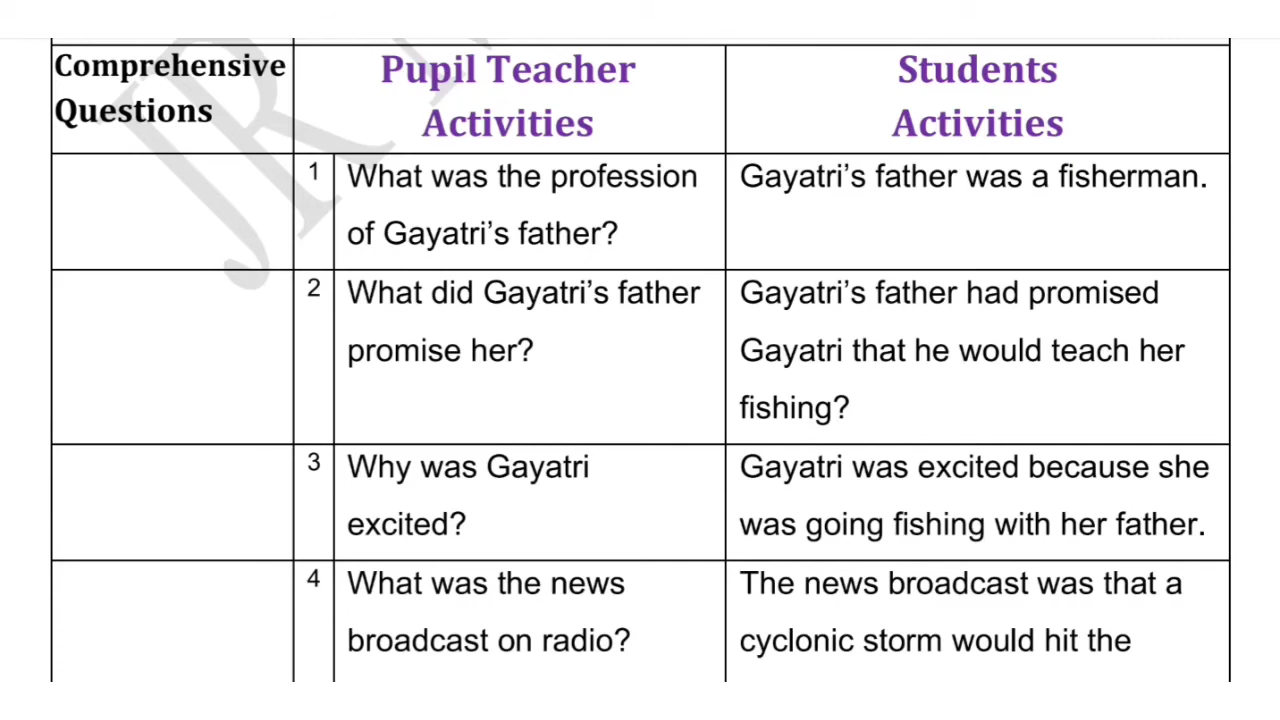 Comprehensive
Questions
Pupil Teacher
Activities
Students
Activities
1
What was the profession
of Gayatri’s father?
Gayatri’s father was a fisherman.
2
What did Gayatri’s father
promise her?
Gayatri’s father had promised
Gayatri that he would teach her
fishing?
3
Why was Gayatri
excited?
Gayatri was excited because she
was going fishing with her father.
4
What was the news
broadcast on radio?
The news broadcast was that a
cyclonic storm would hit the
JR